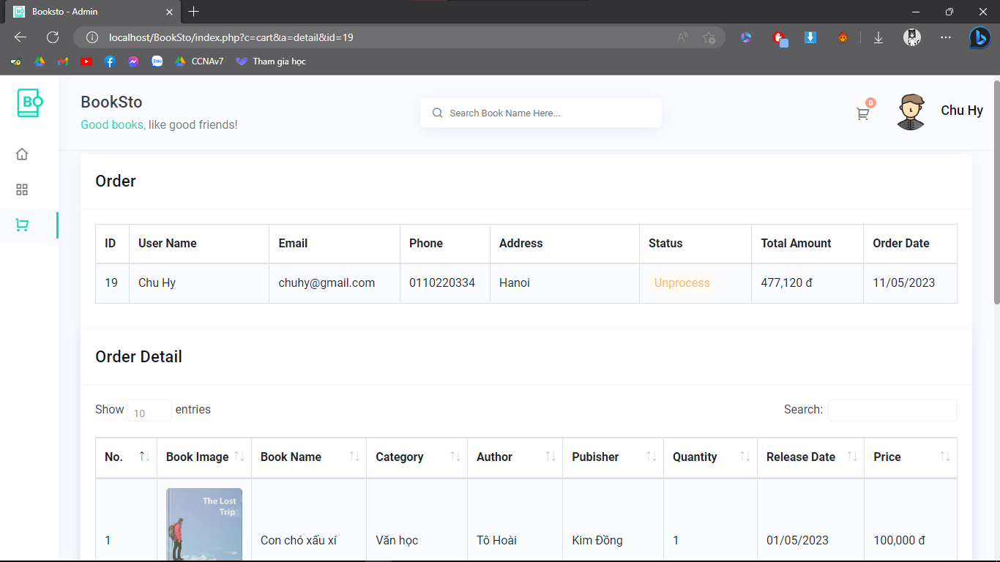 Booksto - Admin
localhost/BookSto/index.php?c=cart&a=detail&id=19
CCNAv7 Tham gia học
BO
BookSto
Good books, like good friends!
Search Book Name Here...
0
Chu Hy
Order
ID User Name Email Phone Address Status Total Amount Order Date
19 Chu Hy chuhy@gmail.com 0110220334 Hanoi Unprocess 477,120 đ 11/05/2023
Order Detail
Show 10 entries Search:
No. Book Image Book Name Category Author Pubisher Quantity Release Date Price
The Lost
Trip
1 Con chó xấu xí Văn học Tô Hoài Kim Đồng 1 01/05/2023 100,000 đ